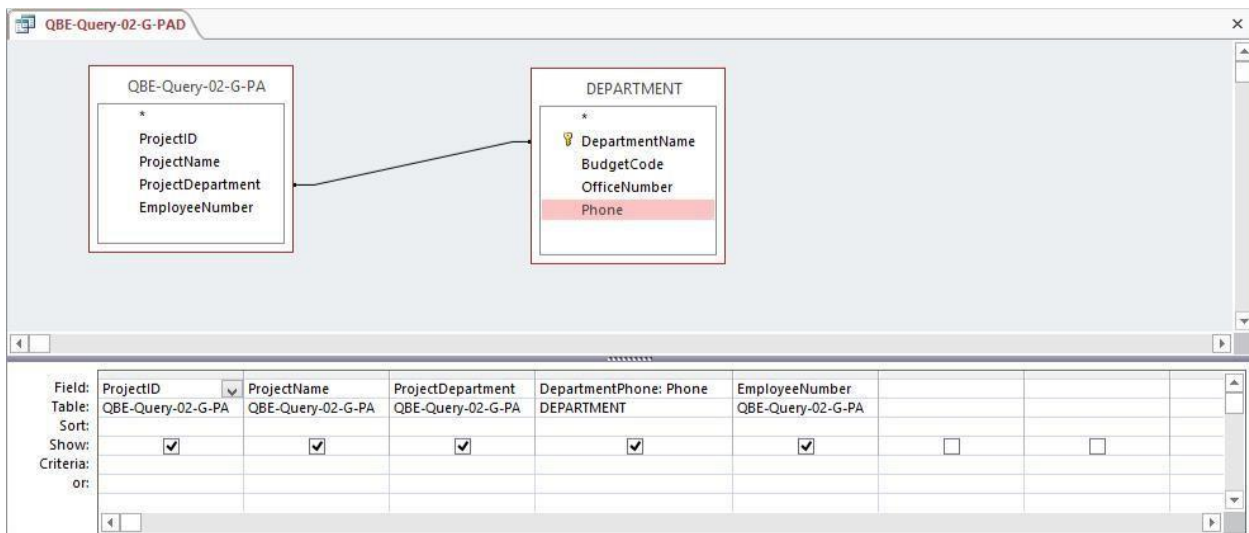 QBE-Query-02-G-PAD
QBE-Query-02-G-PA
*
ProjectID
ProjectName
ProjectDepartment
EmployeeNumber
DEPARTMENT
*
DepartmentName
BudgetCode
OfficeNumber
Phone
Field: ProjectID ProjectName ProjectDepartment DepartmentPhone: Phone EmployeeNumber
Table: QBE-Query-02-G-PA QBE-Query-02-G-PA QBE-Query-02-G-PA DEPARTMENT QBE-Query-02-G-PA
Sort:
Show:
Criteria:
or: